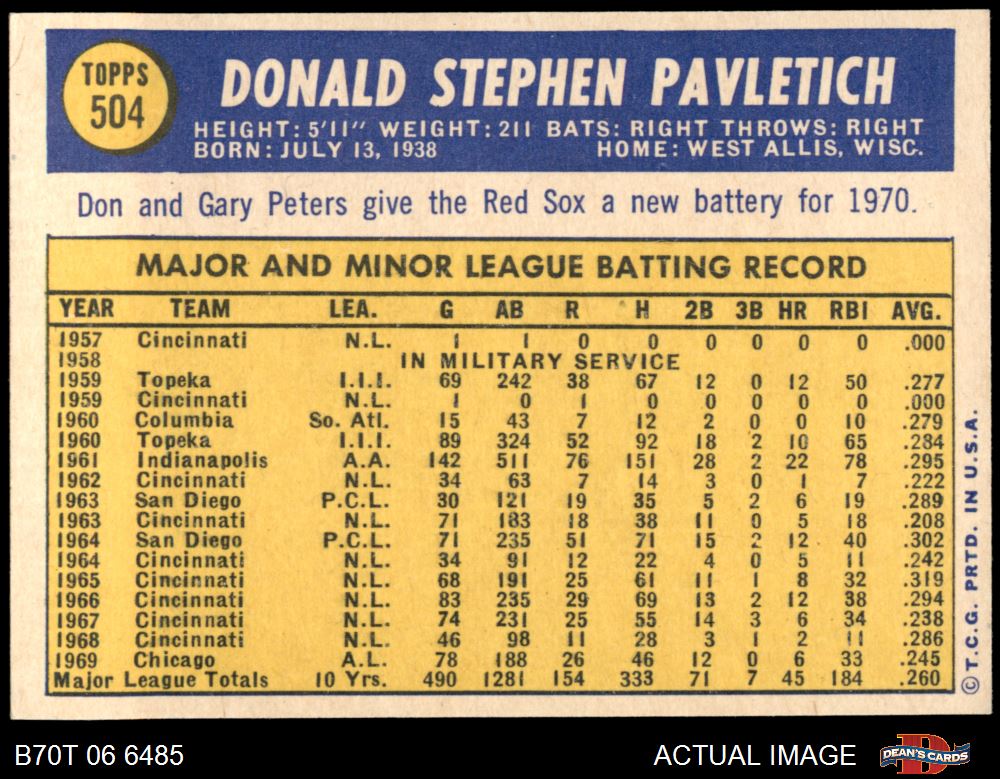 TOPPS
504
DONALD STEPHEN PAVLETICH
HEIGHT: 5'11" WEIGHT: 211 BATS: RIGHT THROWS: RIGHT
BORN: JULY 13, 1938 HOME: WEST ALLIS, WISC.
Don and Gary Peters give the Red Sox a new battery for 1970.
MAJOR AND MINOR LEAGUE BATTING RECORD
YEAR TEAM LEA. G AB R H 2B 3B HR RBI AVG.
1957 Cincinnati N.L. 1 1 0 0 0 0 0 0 .000
1958 IN MILITARY SERVICE
1959 Topeka I.I.I. 69 242 38 67 12 0 12 50 .277
1959 Cincinnati N.L. 1 0 1 0 0 0 0 0 .000
1960 Columbia So. Atl. 15 43 7 12 2 0 0 10 .279
1960 Topeka I.I.I. 89 324 52 92 18 2 10 65 .284
1961 Indianapolis A.A. 142 511 76 151 28 2 22 78 .295
1962 Cincinnati N.L. 34 63 7 14 3 0 1 7 .222
1963 San Diego P.C.L. 30 121 19 35 5 2 6 19 .289
1963 Cincinnati N.L. 71 183 18 38 11 0 5 18 .208
1964 San Diego P.C.L. 71 235 51 71 15 2 12 40 .302
1964 Cincinnati N.L. 34 91 12 22 4 0 5 11 .242
1965 Cincinnati N.L. 68 191 25 61 11 1 8 32 .319
1966 Cincinnati N.L. 83 235 29 69 13 2 12 38 .294
1967 Cincinnati N.L. 74 231 25 55 14 3 6 34 .238
1968 Cincinnati N.L. 46 98 11 28 3 1 2 11 .286
1969 Chicago A.L. 78 188 26 46 12 0 6 33 .245
Major League Totals 10 Yrs. 490 1281 154 333 71 7 45 184 .260
© T.C.G. PRTD. IN U.S.A.
B70T 06 6485 ACTUAL IMAGE DEAN'S CARDS